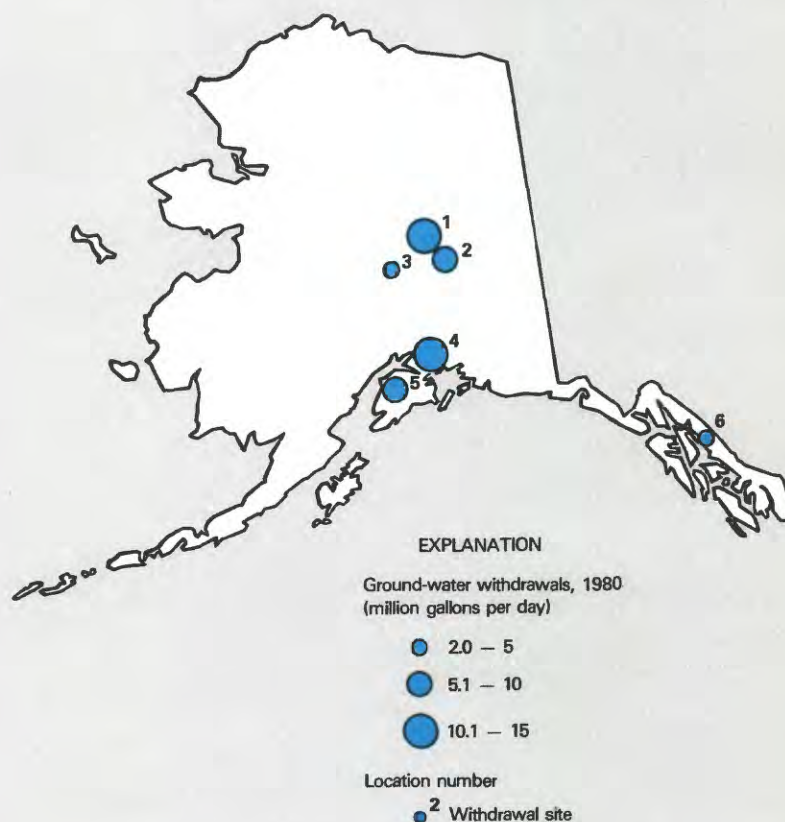 1
2
3
4
5
6
EXPLANATION
Ground-water withdrawals, 1980
(million gallons per day)
2.0 — 5
5.1 — 10
10.1 — 15
Location number
2 Withdrawal site